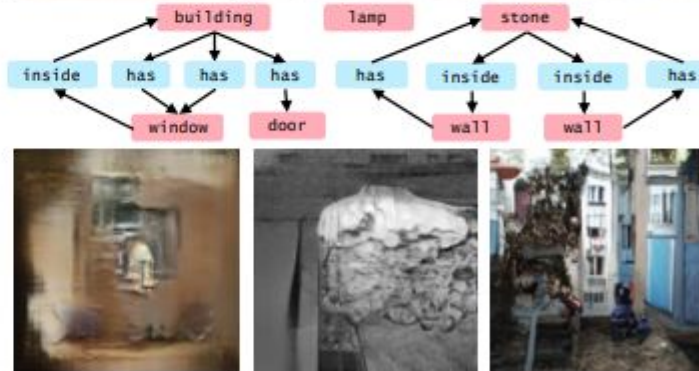 building lamp stone
inside has has has has inside inside has
window door wall wall